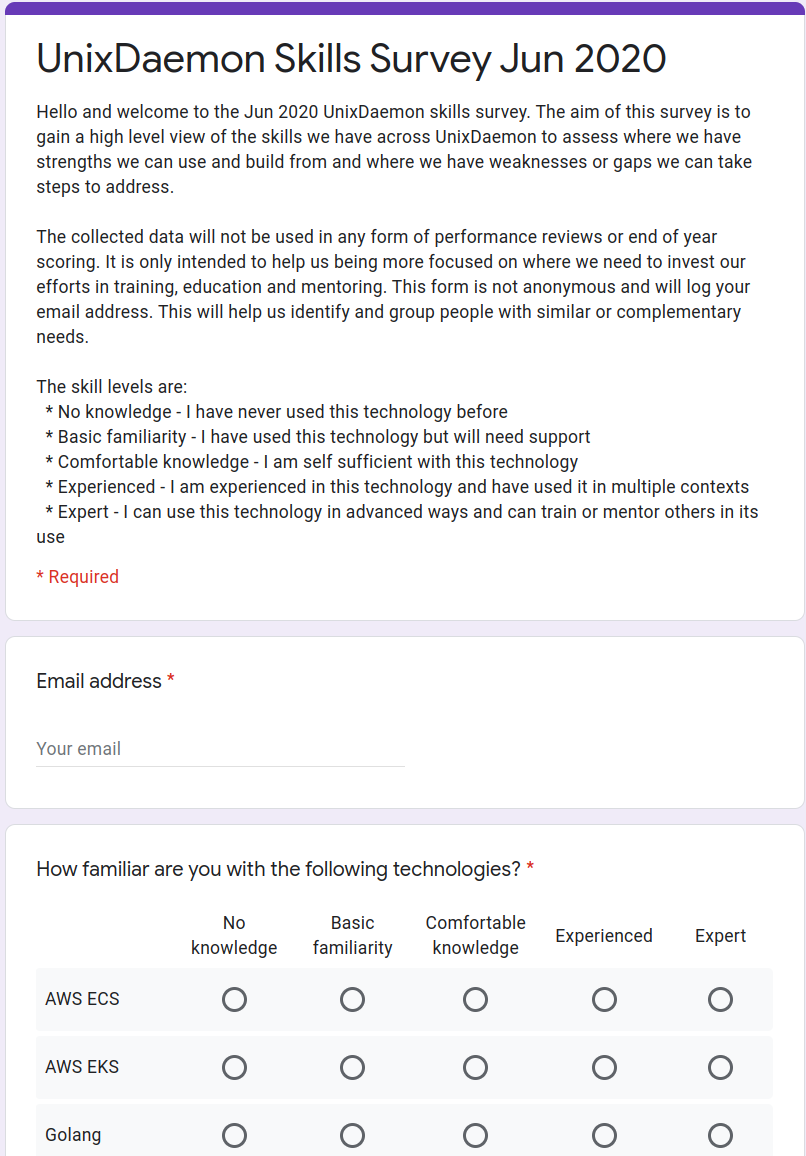 UnixDaemon Skills Survey Jun 2020
Hello and welcome to the Jun 2020 UnixDaemon skills survey. The aim of this survey is to
gain a high level view of the skills we have across UnixDaemon to assess where we have
strengths we can use and build from and where we have weaknesses or gaps we can take
steps to address.
The collected data will not be used in any form of performance reviews or end of year
scoring. It is only intended to help us being more focused on where we need to invest our
efforts in training, education and mentoring. This form is not anonymous and will log your
email address. This will help us identify and group people with similar or complementary
needs.
The skill levels are:
* No knowledge - I have never used this technology before
* Basic familiarity - I have used this technology but will need support
* Comfortable knowledge - I am self sufficient with this technology
* Experienced - I am experienced in this technology and have used it in multiple contexts
* Expert - I can use this technology in advanced ways and can train or mentor others in its
use
* Required
Email address *
Your email
How familiar are you with the following technologies? *
No Basic Comfortable
knowledge familiarity knowledge Experienced Expert
AWS ECS
AWS EKS
Golang